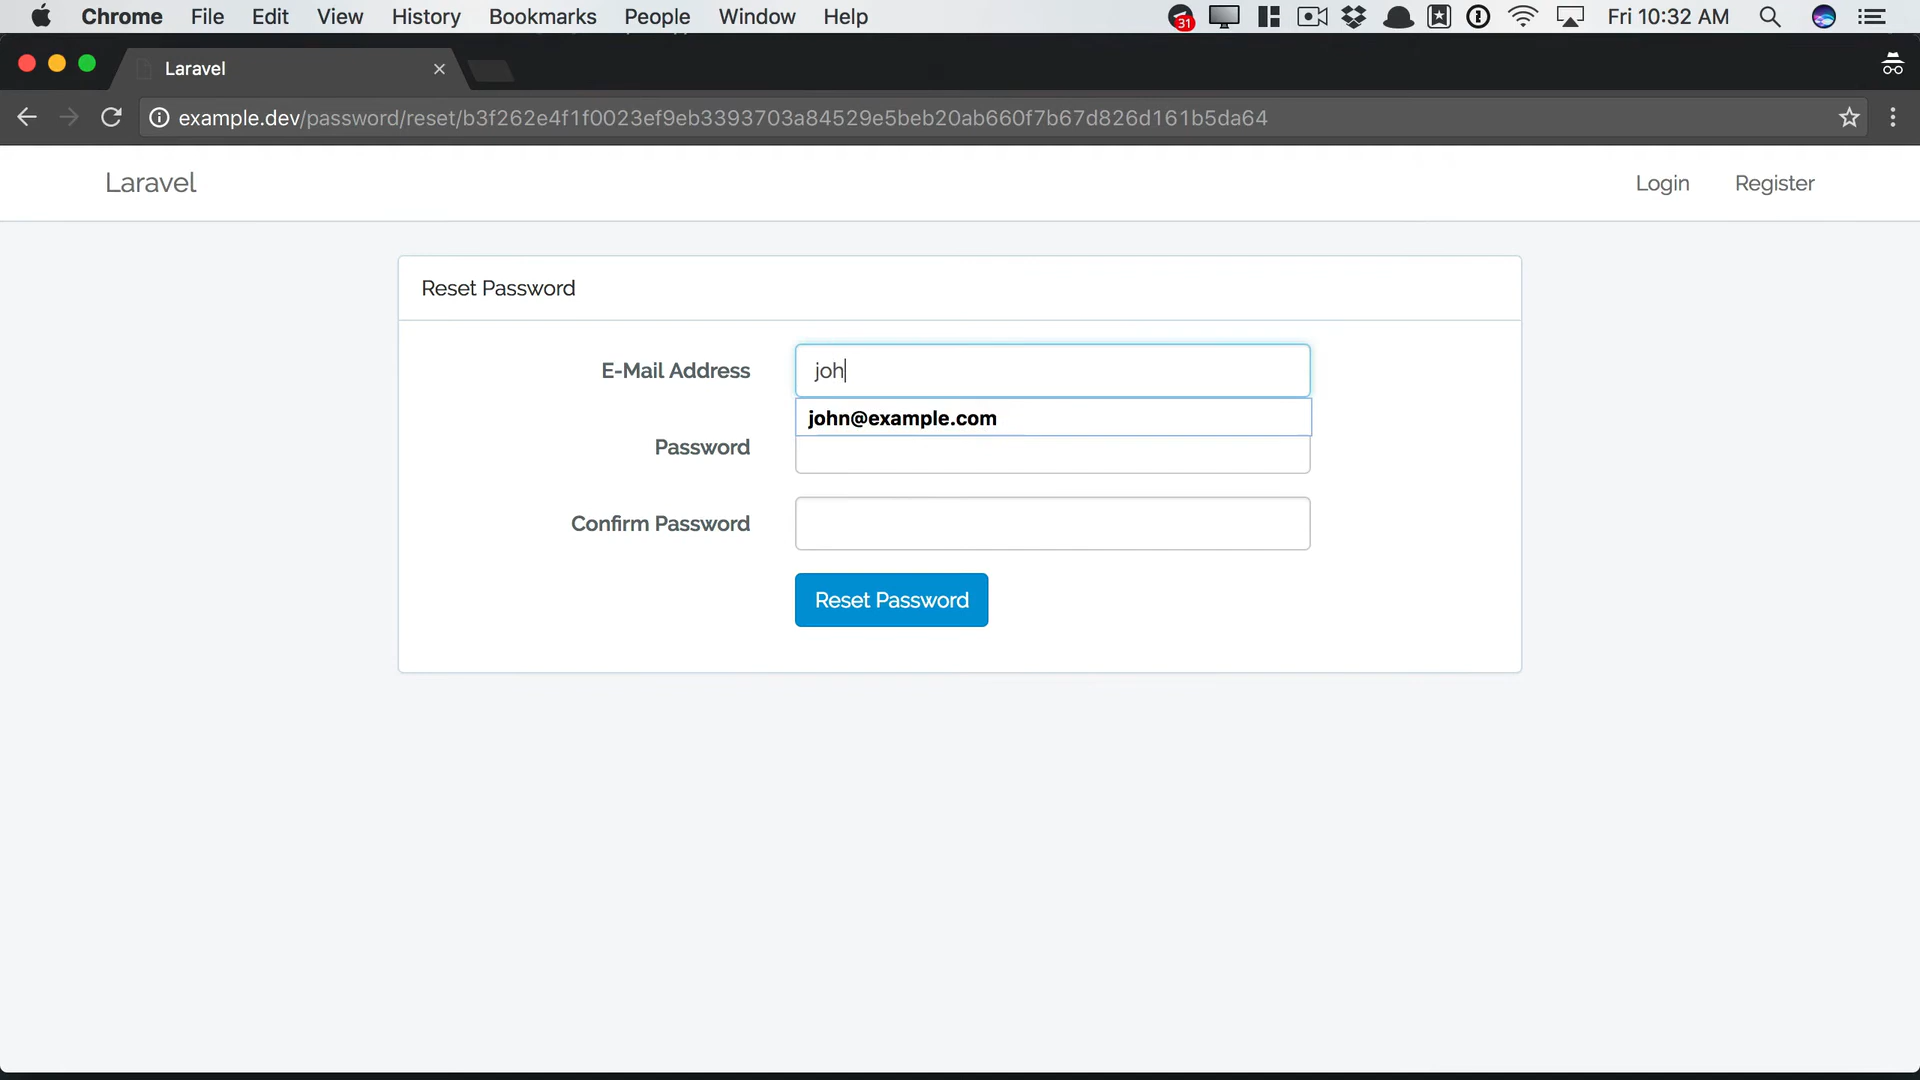 Chrome File Edit View History Bookmarks People Window Help 31 Fri 10:32 AM
Laravel
example.dev/password/reset/b3f262e4f1f0023ef9eb3393703a84529e5beb20ab660f7b67d826d161b5da64
Laravel Login Register
Reset Password
E-Mail Address joh
john@example.com
Password
Confirm Password
Reset Password